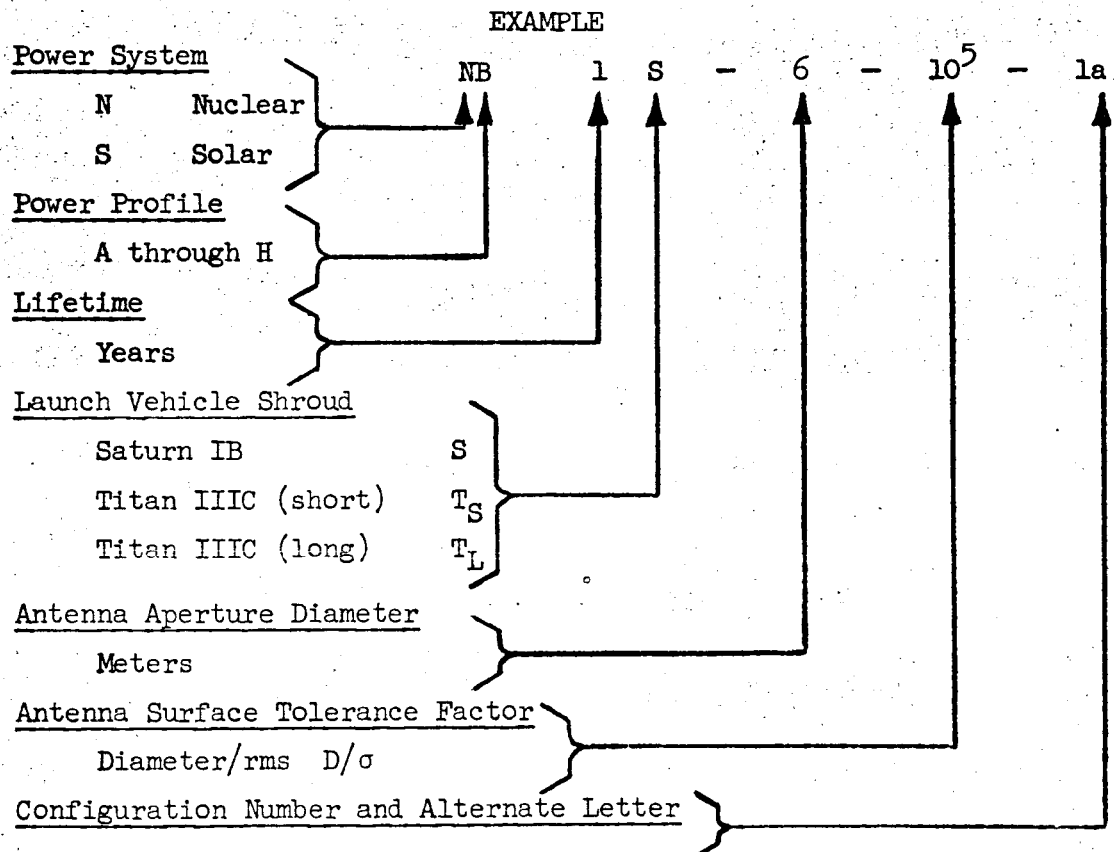 EXAMPLE
Power System
NB 1 S - 6 - 10⁵ - 1a
N Nuclear
S Solar
Power Profile
A through H
Lifetime
Years
Launch Vehicle Shroud
Saturn IB S
Titan IIIC (short) T_S
Titan IIIC (long) T_L
Antenna Aperture Diameter
Meters
Antenna Surface Tolerance Factor
Diameter/rms D/σ
Configuration Number and Alternate Letter